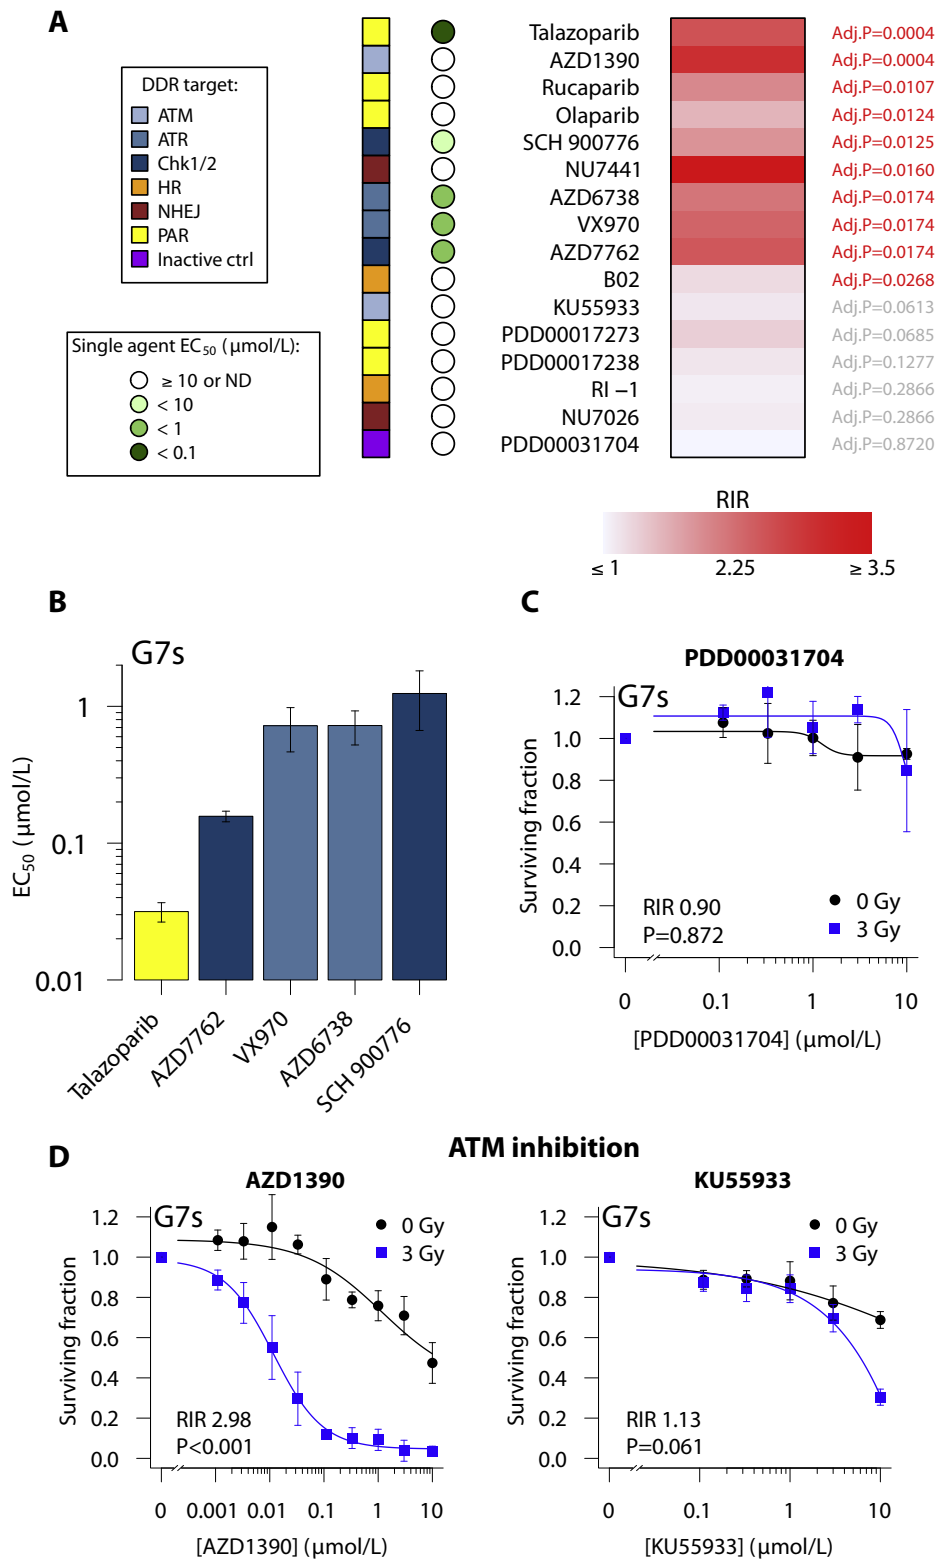 A
DDR target:
ATM
ATR
Chk1/2
HR
NHEJ
PAR
Inactive ctrl
Single agent EC50 (μmol/L):
≥ 10 or ND
< 10
< 1
< 0.1
Talazoparib Adj.P=0.0004
AZD1390 Adj.P=0.0004
Rucaparib Adj.P=0.0107
Olaparib Adj.P=0.0124
SCH 900776 Adj.P=0.0125
NU7441 Adj.P=0.0160
AZD6738 Adj.P=0.0174
VX970 Adj.P=0.0174
AZD7762 Adj.P=0.0174
B02 Adj.P=0.0268
KU55933 Adj.P=0.0613
PDD00017273 Adj.P=0.0685
PDD00017238 Adj.P=0.1277
RI −1 Adj.P=0.2866
NU7026 Adj.P=0.2866
PDD00031704 Adj.P=0.8720
RIR
≤ 1 2.25 ≥ 3.5
B
G7s
EC50 (μmol/L)
1
0.1
0.01
Talazoparib
AZD7762
VX970
AZD6738
SCH 900776
C
PDD00031704
G7s
Surviving fraction
1.2
1.0
0.8
0.6
0.4
0.2
0.0
RIR 0.90
P=0.872
0 Gy
3 Gy
0 0.1 1 10
[PDD00031704] (μmol/L)
D
ATM inhibition
AZD1390
G7s
Surviving fraction
1.2
1.0
0.8
0.6
0.4
0.2
0.0
0 Gy
3 Gy
RIR 2.98
P<0.001
0 0.001 0.01 0.1 1 10
[AZD1390] (μmol/L)
KU55933
G7s
Surviving fraction
1.2
1.0
0.8
0.6
0.4
0.2
0.0
0 Gy
3 Gy
RIR 1.13
P=0.061
0 0.1 1 10
[KU55933] (μmol/L)